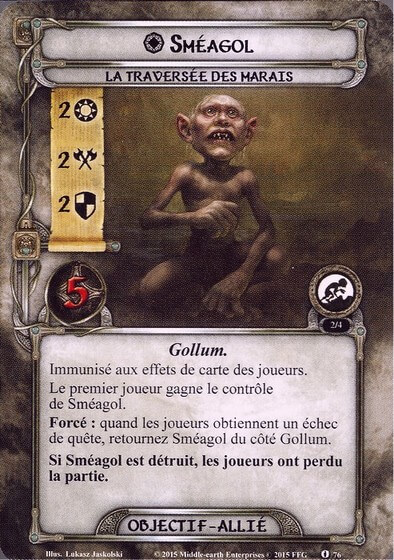 SMÉAGOL
LA TRAVERSÉE DES MARAIS
2
2
2
5
2/4
Gollum.
Immunisé aux effets de carte des joueurs.
Le premier joueur gagne le contrôle
de Sméagol.
Forcé : quand les joueurs obtiennent un échec
de quête, retournez Sméagol du côté Gollum.
Si Sméagol est détruit, les joueurs ont perdu
la partie.
OBJECTIF-ALLIÉ
Illus. Lukasz Jaskolski © 2015 Middle-earth Enterprises © 2015 FFG 76